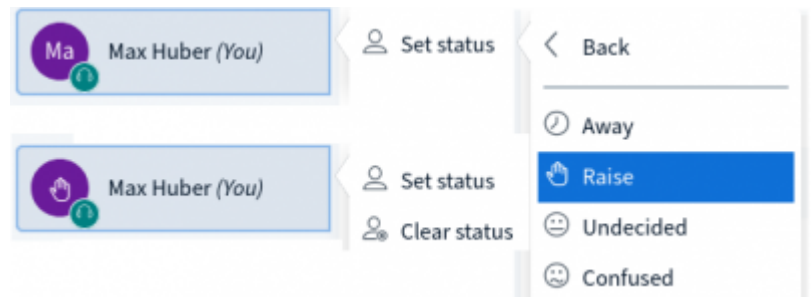 Ma Max Huber (You)
Set status
Back
Away
Max Huber (You)
Set status
Clear status
Raise
Undecided
Confused